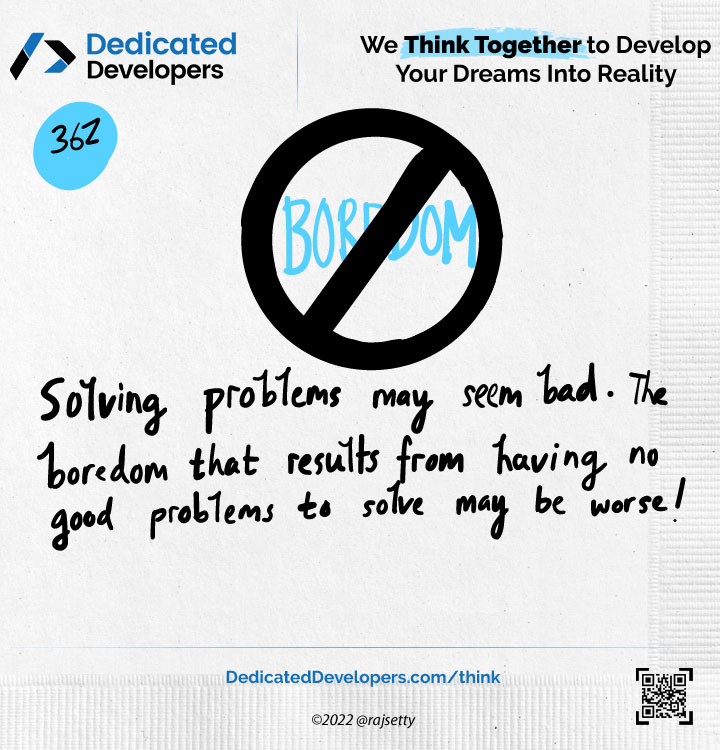 Dedicated
Developers
We Think Together to Develop
Your Dreams Into Reality
362
BOREDOM
Solving problems may seem bad. The
boredom that results from having no
good problems to solve may be worse!
DedicatedDevelopers.com/think
©2022 @rajsetty